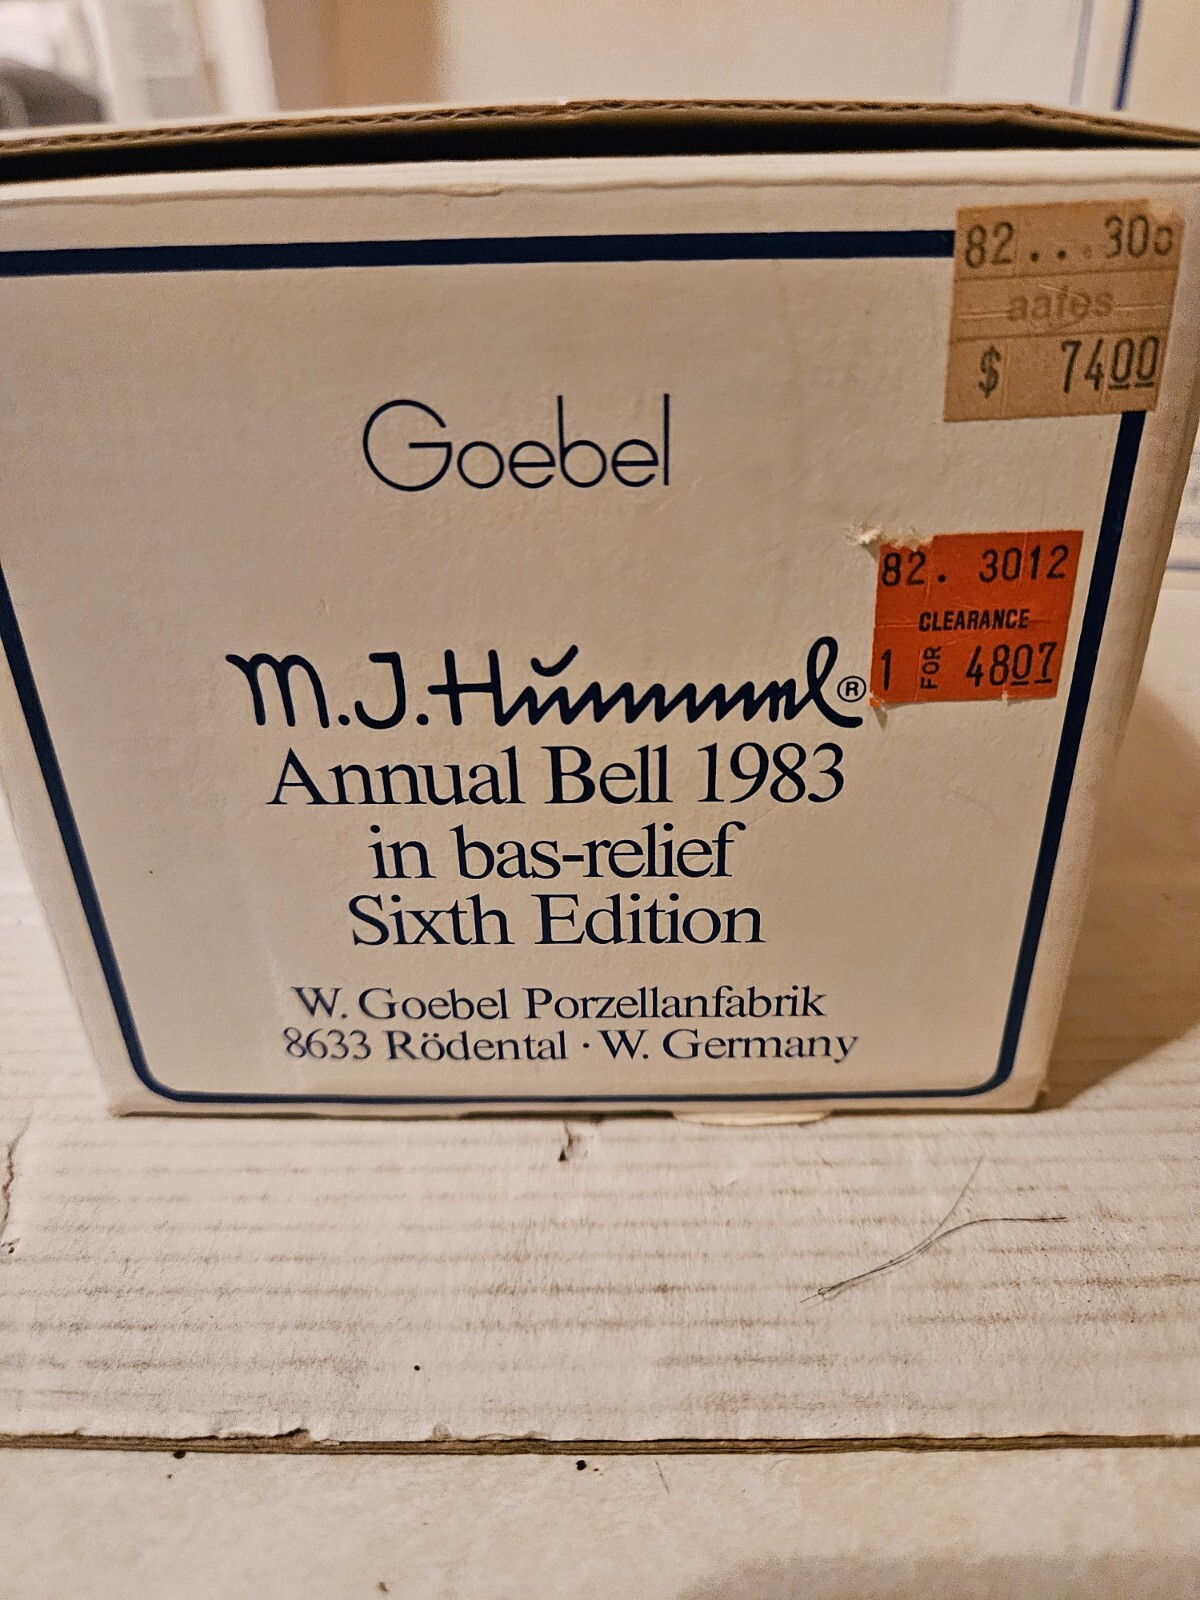 82...300
aafes
$ 7400
Goebel
82. 3012
CLEARANCE
1 FOR 4807
M.J.Hummel®
Annual Bell 1983
in bas-relief
Sixth Edition
W. Goebel Porzellanfabrik
8633 Rödental · W. Germany